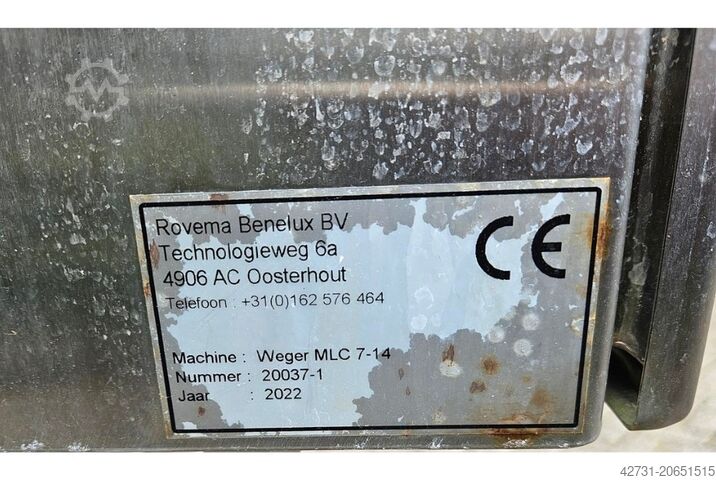 Rovema Benelux BV
Technologieweg 6a
4906 AC Oosterhout
Telefoon : +31(0)162 576 464
CE
Machine : Weger MLC 7-14
Nummer : 20037-1
Jaar : 2022
42731-20651515